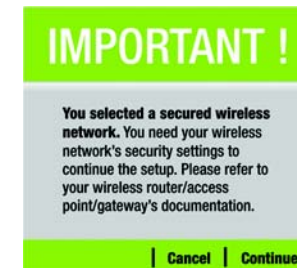 IMPORTANT !
You selected a secured wireless
network. You need your wireless
network's security settings to
continue the setup. Please refer to
your wireless router/access
point/gateway's documentation.
| Cancel | Continue